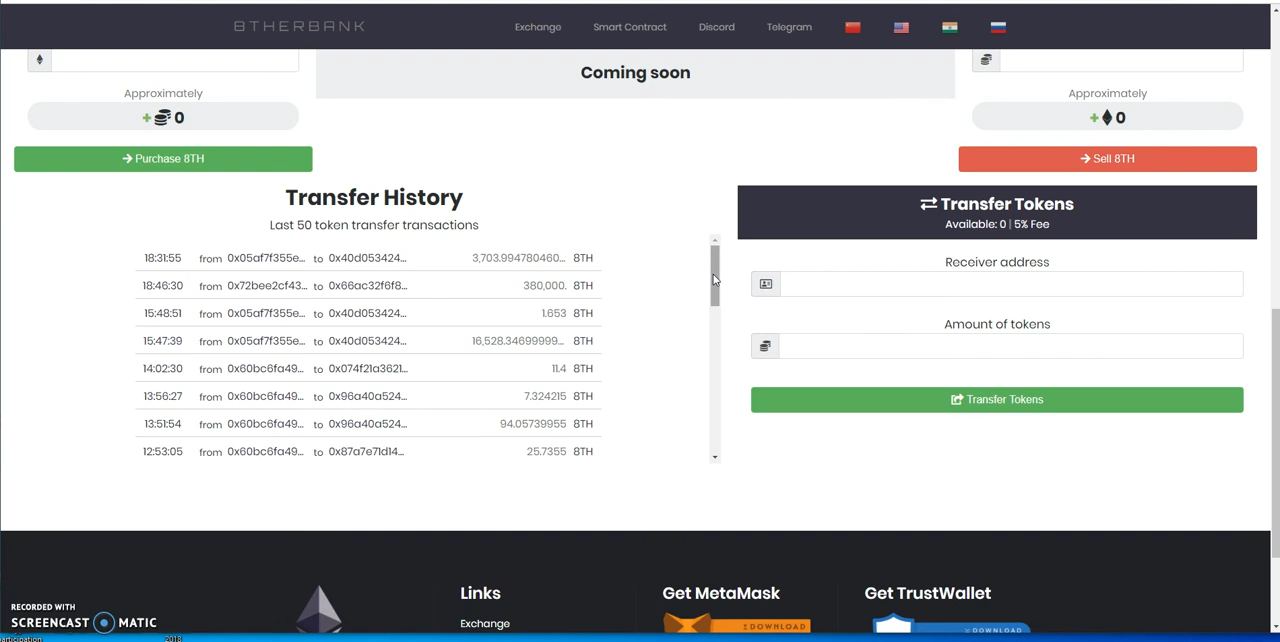 8THERBANK
Exchange
Smart Contract
Discord
Telegram
Coming soon
Approximately
+ 0
Purchase 8TH
Approximately
+ 0
Sell 8TH
Transfer History
Last 50 token transfer transactions
18:31:55 from 0x05af7f355e... to 0x40d053424... 3,703.994780460... 8TH
18:46:30 from 0x72bee2cf43... to 0x66ac32f6f8... 380,000. 8TH
15:48:51 from 0x05af7f355e... to 0x40d053424... 1.653 8TH
15:47:39 from 0x05af7f355e... to 0x40d053424... 16,528.34699999... 8TH
14:02:30 from 0x60bc6fa49... to 0x074f21a3621... 11.4 8TH
13:56:27 from 0x60bc6fa49... to 0x96a40a524... 7.324215 8TH
13:51:54 from 0x60bc6fa49... to 0x96a40a524... 94.05739955 8TH
12:53:05 from 0x60bc6fa49... to 0x87a7e71d14... 25.7355 8TH
Transfer Tokens
Available: 0 | 5% Fee
Receiver address
Amount of tokens
Transfer Tokens
Links
Exchange
Get MetaMask
DOWNLOAD
Get TrustWallet
DOWNLOAD
RECORDED WITH
SCREENCAST MATIC
2018